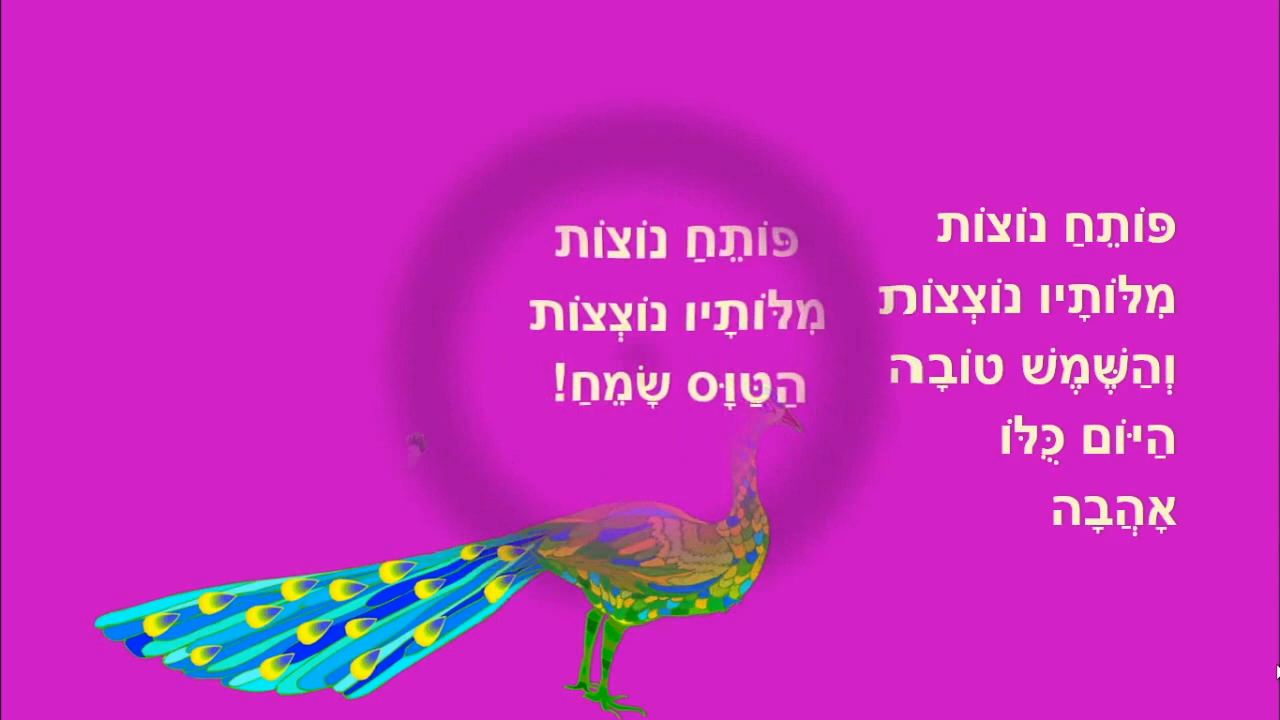 פּוֹתֵחַ נוֹצוֹת
מִלּוֹתָיו נוֹצְצוֹת
וְהַשֶּׁמֶשׁ טוֹבָה
הַיּוֹם כֻּלּוֹ
אָהֲבָה
פּוֹתֵחַ נוֹצוֹת
מִלּוֹתָיו נוֹצְצוֹת
הַטַּוָּס שָׂמֵחַ!